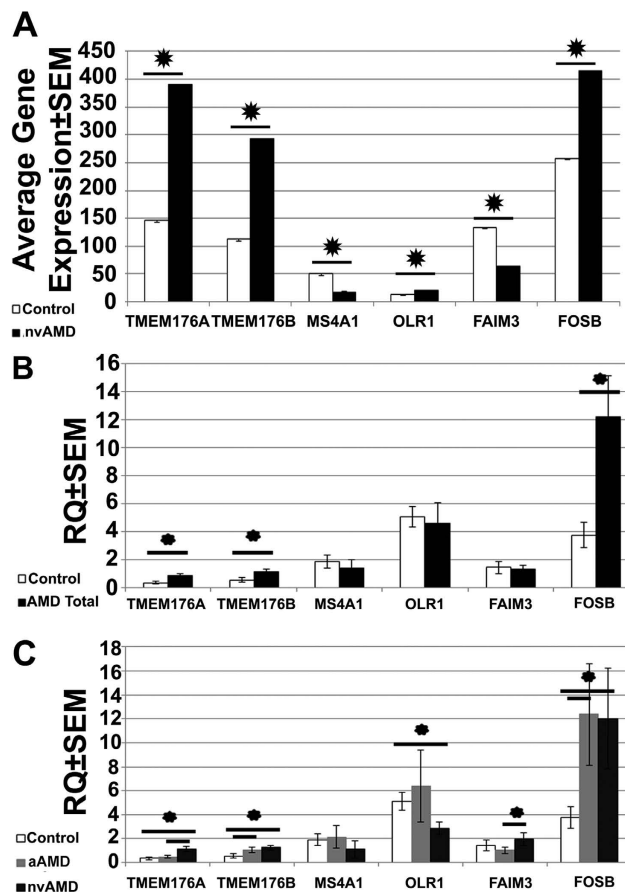 A
Average Gene
Expression±SEM
450
400
350
300
250
200
150
100
50
0
Control
nvAMD
TMEM176A TMEM176B MS4A1 OLR1 FAIM3 FOSB
B
RQ±SEM
16
14
12
10
8
6
4
2
0
Control
AMD Total
TMEM176A TMEM176B MS4A1 OLR1 FAIM3 FOSB
C
RQ±SEM
18
16
14
12
10
8
6
4
2
0
Control
aAMD
nvAMD
TMEM176A TMEM176B MS4A1 OLR1 FAIM3 FOSB